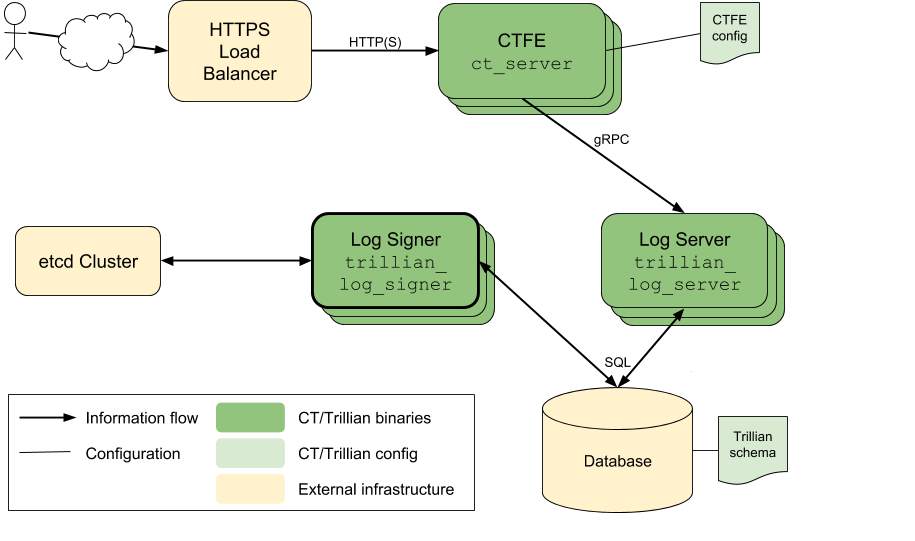 HTTPS
Load
Balancer
HTTP(S)
CTFE
ct_server
CTFE
config
gRPC
etcd Cluster
Log Signer
trillian_
log_signer
Log Server
trillian_
log_server
SQL
Database
Trillian
schema
Information flow
CT/Trillian binaries
Configuration
CT/Trillian config
External infrastructure